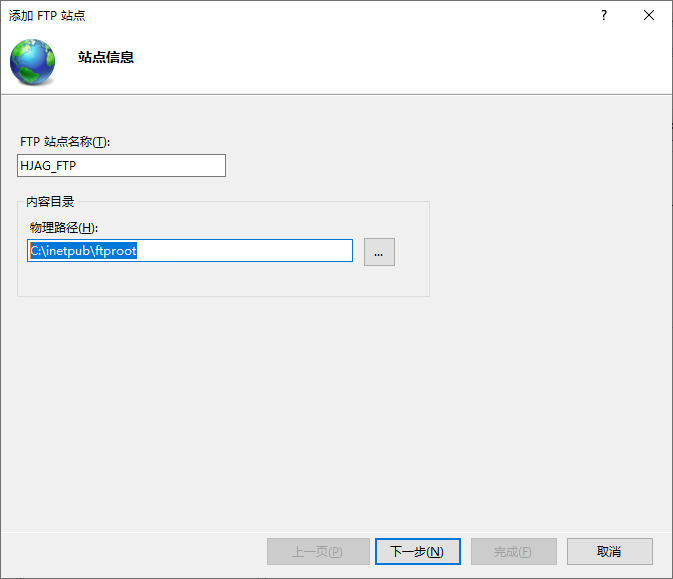 添加 FTP 站点
?
站点信息
FTP 站点名称(T):
HJAG_FTP
内容目录
物理路径(H):
C:\inetpub\ftproot
...
上一页(P)
下一步(N)
完成(F)
取消